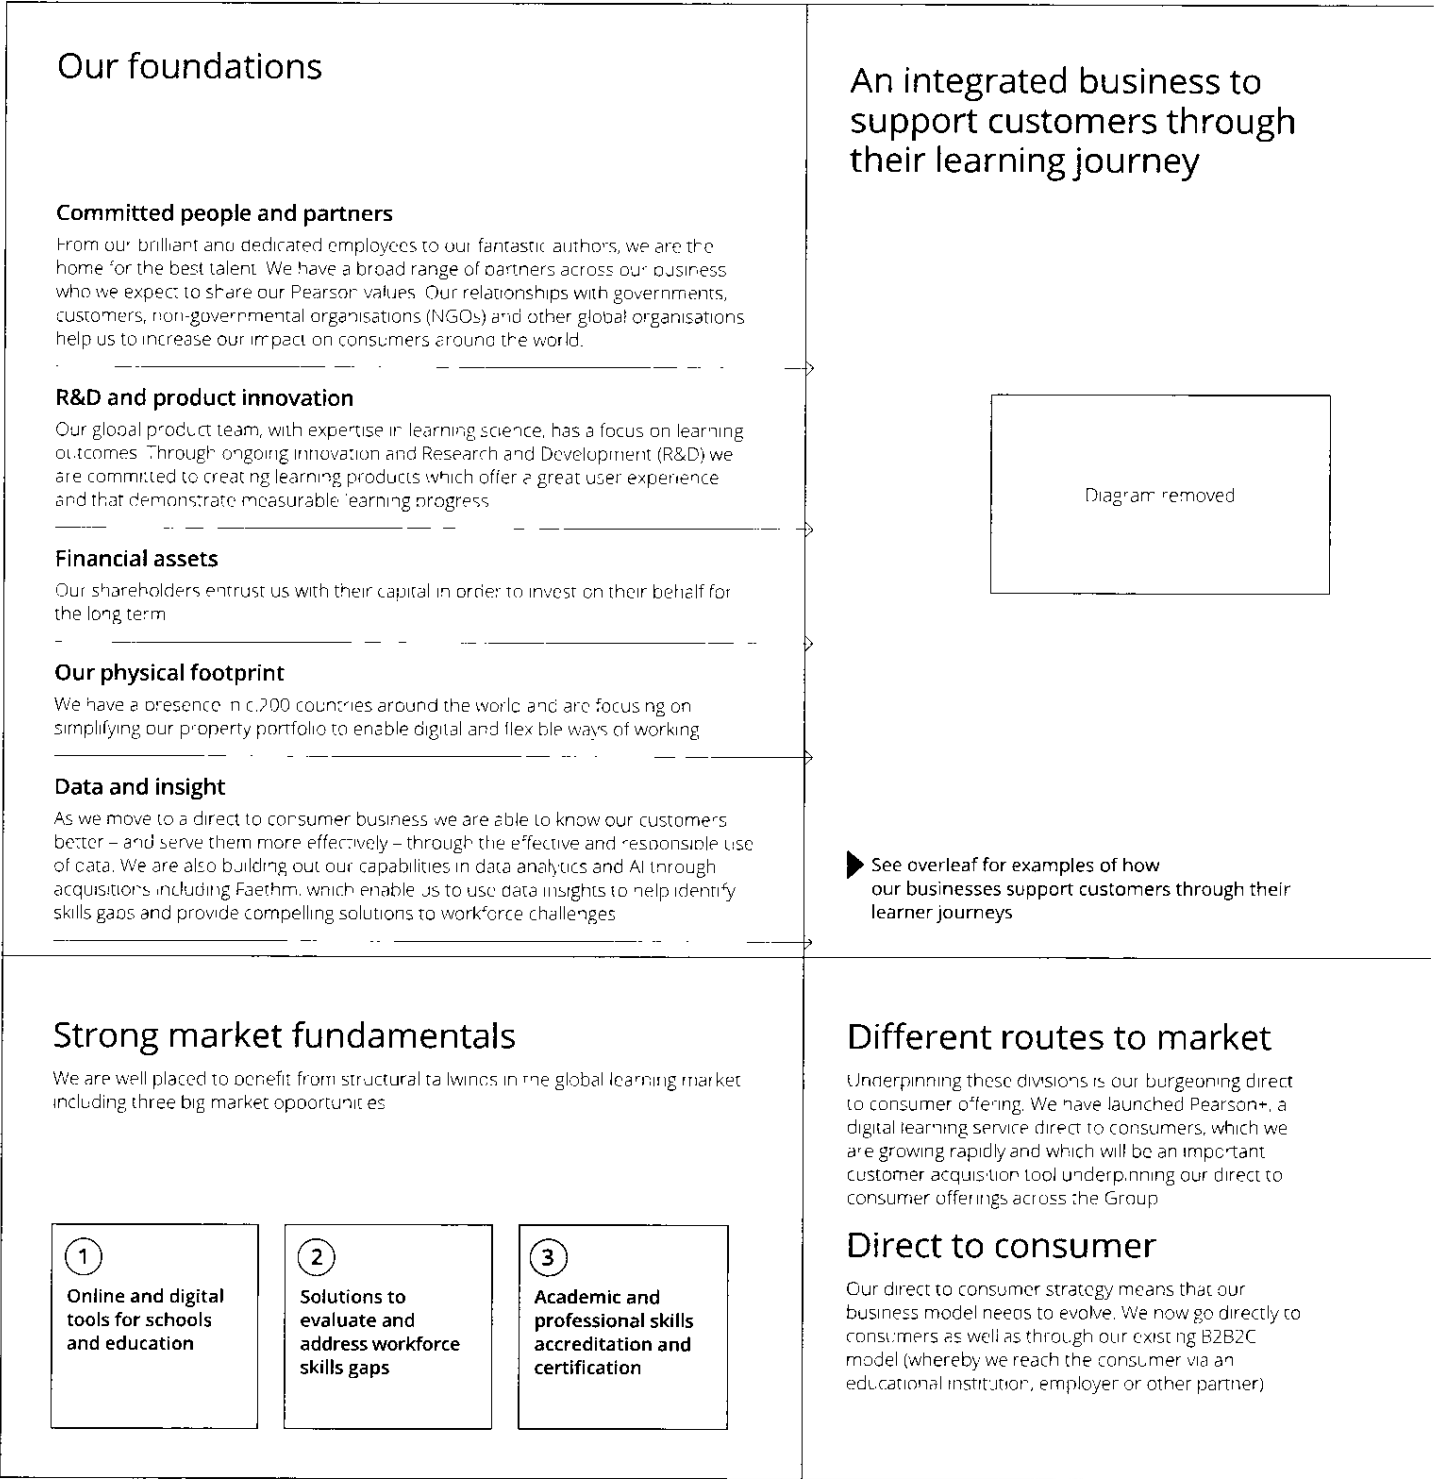 Our foundations
Committed people and partners
From our brilliant and dedicated employees to our fantastic authors, we are the
home for the best talent. We have a broad range of partners across our business
who we expect to share our Pearson values. Our relationships with governments,
customers, non-governmental organisations (NGOs) and other global organisations
help us to increase our impact on consumers around the world.
R&D and product innovation
Our global product team, with expertise in learning science, has a focus on learning
outcomes. Through ongoing innovation and Research and Development (R&D) we
are committed to creating learning products which offer a great user experience
and that demonstrate measurable learning progress
Financial assets
Our shareholders entrust us with their capital in order to invest on their behalf for
the long term
Our physical footprint
We have a presence in c.200 countries around the world and are focusing on
simplifying our property portfolio to enable digital and flexible ways of working
Data and insight
As we move to a direct to consumer business we are able to know our customers
better – and serve them more effectively – through the effective and responsible use
of data. We are also building out our capabilities in data analytics and AI through
acquisitions including Faethm, which enable us to use data insights to help identify
skills gaps and provide compelling solutions to workforce challenges
An integrated business to
support customers through
their learning journey
Diagram removed
See overleaf for examples of how
our businesses support customers through their
learner journeys
Strong market fundamentals
We are well placed to benefit from structural tailwinds in the global learning market
including three big market opportunities
1
Online and digital
tools for schools
and education
2
Solutions to
evaluate and
address workforce
skills gaps
3
Academic and
professional skills
accreditation and
certification
Different routes to market
Underpinning these divisions is our burgeoning direct
to consumer offering. We have launched Pearson+, a
digital learning service direct to consumers, which we
are growing rapidly and which will be an important
customer acquisition tool underpinning our direct to
consumer offerings across the Group
Direct to consumer
Our direct to consumer strategy means that our
business model needs to evolve. We now go directly to
consumers as well as through our existing B2B2C
model (whereby we reach the consumer via an
educational institution, employer or other partner)